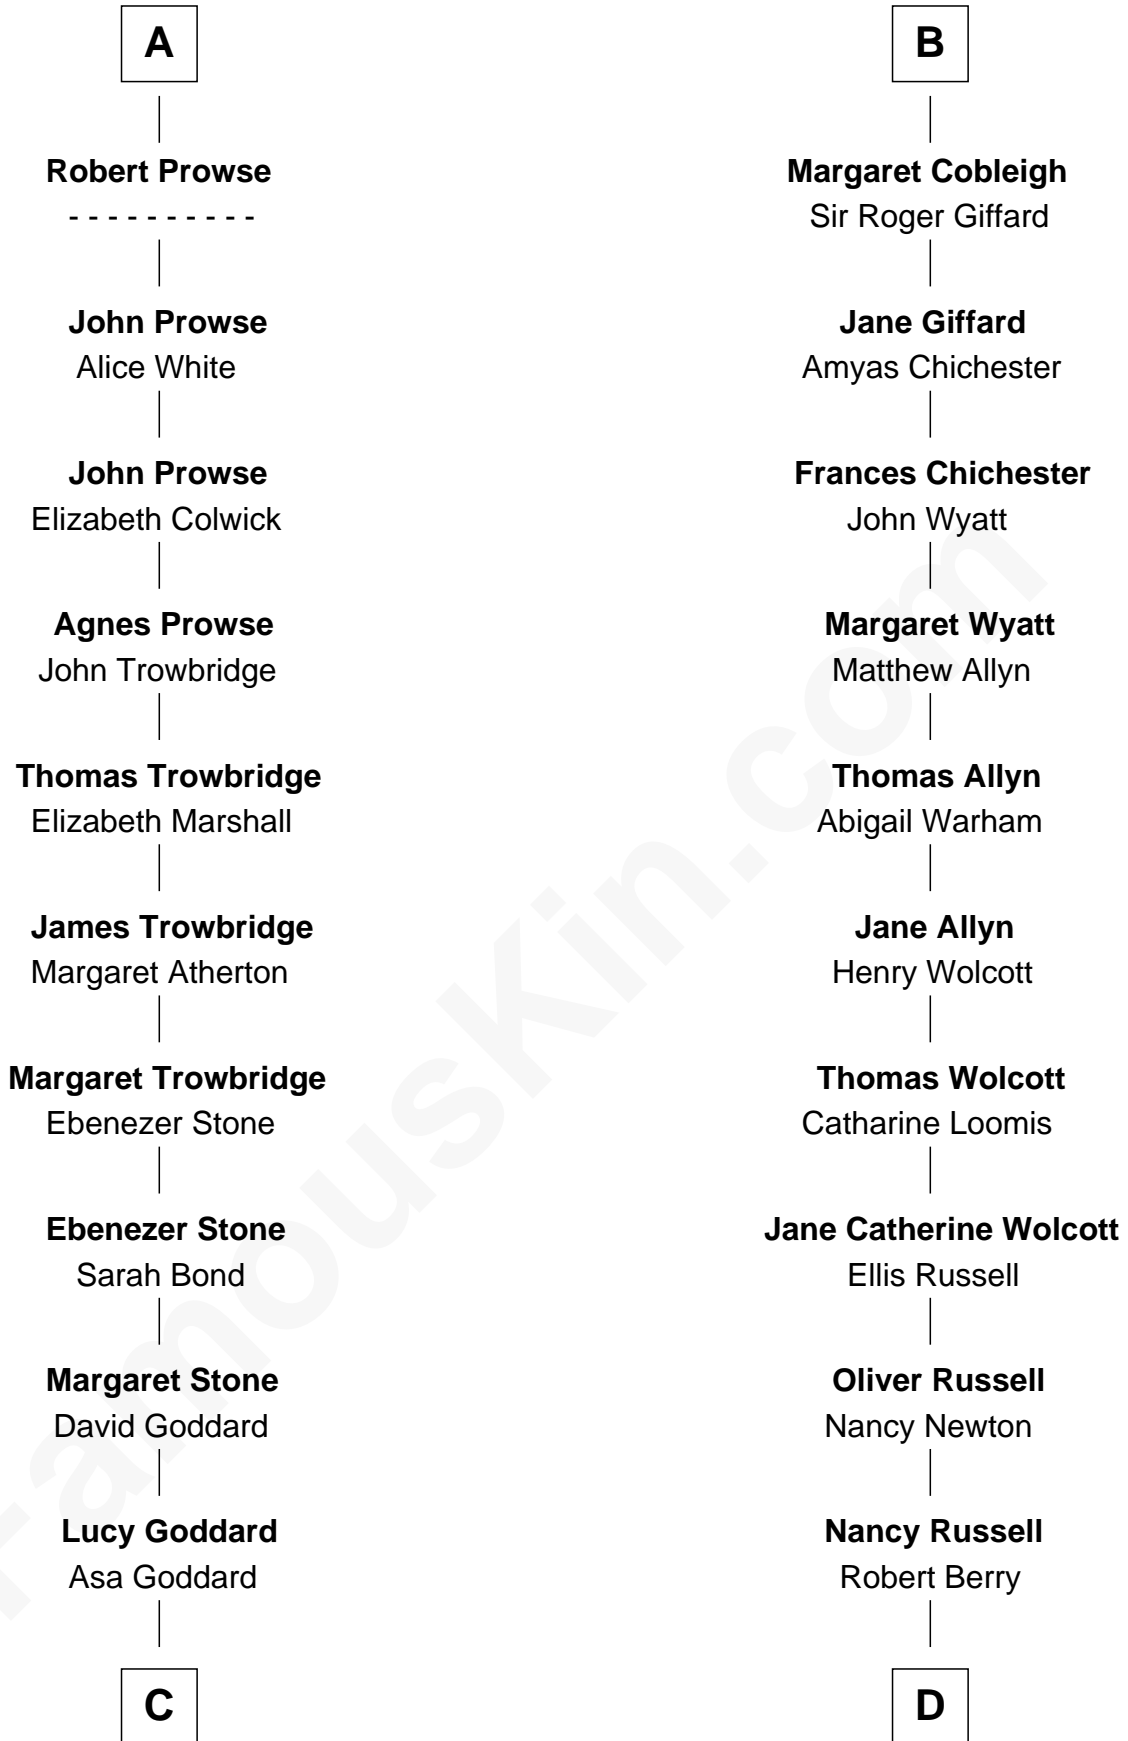 A
Robert Prowse
- - - - - - - - - -
John Prowse
Alice White
John Prowse
Elizabeth Colwick
Agnes Prowse
John Trowbridge
Thomas Trowbridge
Elizabeth Marshall
James Trowbridge
Margaret Atherton
Margaret Trowbridge
Ebenezer Stone
Ebenezer Stone
Sarah Bond
Margaret Stone
David Goddard
Lucy Goddard
Asa Goddard
C
B
Margaret Cobleigh
Sir Roger Giffard
Jane Giffard
Amyas Chichester
Frances Chichester
John Wyatt
Margaret Wyatt
Matthew Allyn
Thomas Allyn
Abigail Warham
Jane Allyn
Henry Wolcott
Thomas Wolcott
Catharine Loomis
Jane Catherine Wolcott
Ellis Russell
Oliver Russell
Nancy Newton
Nancy Russell
Robert Berry
D
FamousKin.com